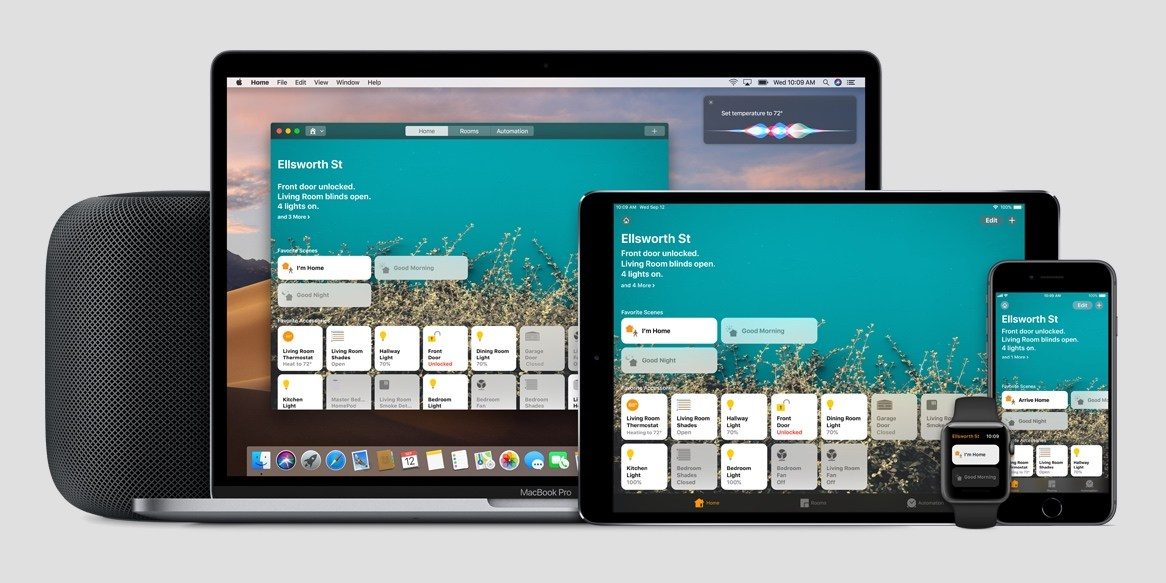 Home File Edit View Window Help
Wed 10:09 AM
Set temperature to 72°
Home Rooms Automation
Ellsworth St
Front door unlocked.
Living Room blinds open.
4 lights on.
and 3 More >
Favorite Scenes
I'm Home
Good Morning
Good Night
Favorite Accessories
Living Room Thermostat Heat to 72°
Living Room Shades Open
Hallway Light 70%
Front Door Unlocked
Dining Room Light 70%
Garage Door Closed
Kitchen Light
Master Bed... HomePod
Living Room Smoke Det...
Bedroom Light
Bedroom Fan
Bedroom Shades
12
MacBook Pro
10:09 AM Wed Sep 12
100%
Edit
Ellsworth St
Front door unlocked.
Living Room blinds open.
4 lights on.
and 4 More >
Favorite Scenes
I'm Home
Good Morning
Good Night
Favorite Accessories
Living Room Thermostat Heating to 72°
Living Room Shades Open
Hallway Light 70%
Front Door Unlocked
Dining Room Light 70%
Garage Door Closed
Kitchen Light 100%
Bedroom Shades Closed
Bedroom Light 100%
Bedroom Fan Off
Living Room Fan Off
Home
Rooms
Automation
Ellsworth St 10:09
I'm Home
Good Morning
10:09 AM
100%
Edit
Ellsworth St
Front door unlocked.
Living Room blinds open.
4 lights on.
and 1 More >
Favorite Scenes
Arrive Home
Good Mo
Good Night
Living Room Shades Open
Hallway Light 70%
Rooms
Automation